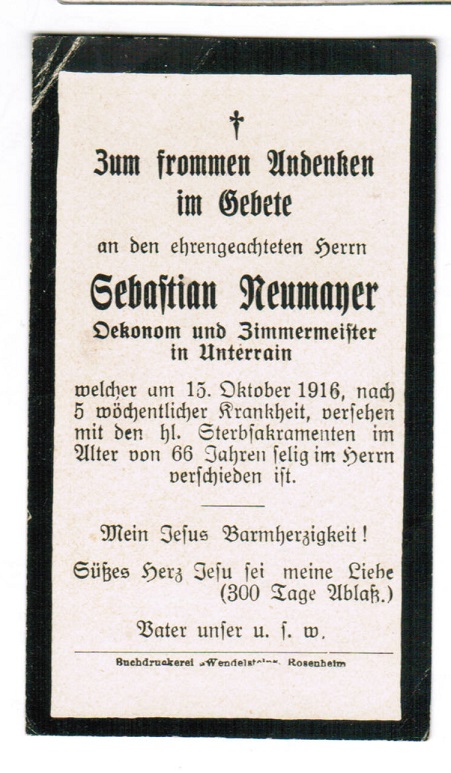 Zum frommen Andenken
im Gebete
an den ehrengeachteten Herrn
Sebastian Neumayer
Oekonom und Zimmermeister
in Unterrain
welcher am 15. Oktober 1916, nach
5 wöchentlicher Krankheit, versehen
mit den hl. Sterbsakramenten im
Alter von 66 Jahren selig im Herrn
verschieden ist.
Mein Jesus Barmherzigkeit!
Süßes Herz Jesu sei meine Liebe
(300 Tage Ablaß.)
Vater unser u. s. w.
Buchdruckerei „Wendelstein“, Rosenheim